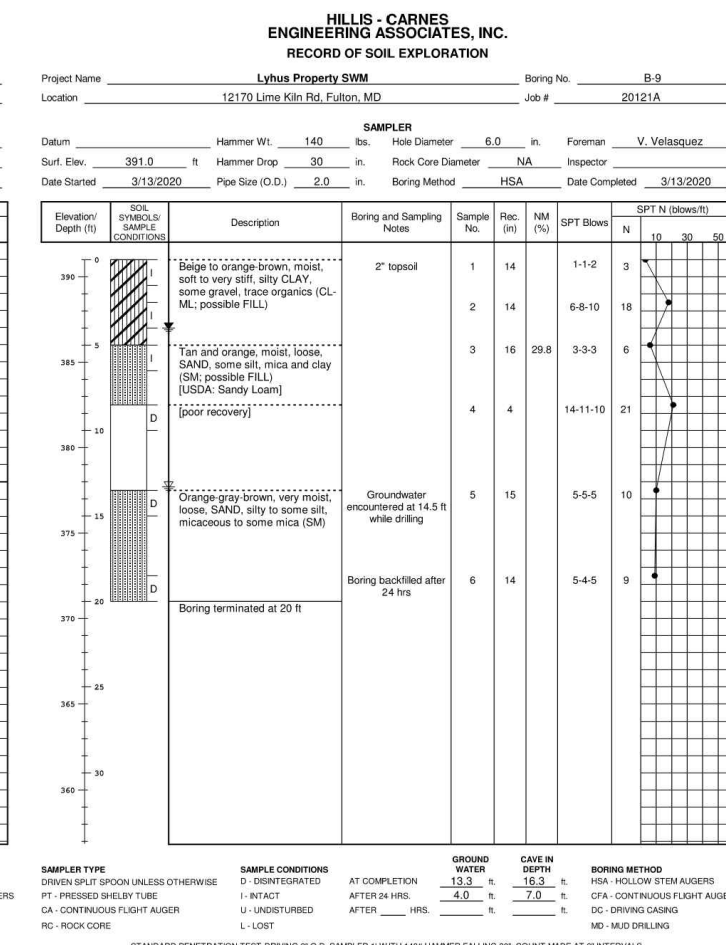 HILLIS - CARNES
ENGINEERING ASSOCIATES, INC.
RECORD OF SOIL EXPLORATION
Project Name Lyhus Property SWM Boring No. B-9
Location 12170 Lime Kiln Rd, Fulton, MD Job # 20121A
SAMPLER
Datum Hammer Wt. 140 lbs. Hole Diameter 6.0 in. Foreman V. Velasquez
Surf. Elev. 391.0 ft Hammer Drop 30 in. Rock Core Diameter NA Inspector
Date Started 3/13/2020 Pipe Size (O.D.) 2.0 in. Boring Method HSA Date Completed 3/13/2020
Elevation/ Depth (ft) SOIL SYMBOLS/ SAMPLE CONDITIONS Description Boring and Sampling Notes Sample No. Rec. (in) NM (%) SPT Blows SPT N (blows/ft)
N 10 30 50
0
390 I Beige to orange-brown, moist, 2" topsoil 1 14 1-1-2 3
soft to very stiff, silty CLAY,
some gravel, trace organics (CL-
ML; possible FILL) 2 14 6-8-10 18
I
5
385 I Tan and orange, moist, loose, 3 16 29.8 3-3-3 6
SAND, some silt, mica and clay
(SM; possible FILL)
[USDA: Sandy Loam]
D [poor recovery] 4 4 14-11-10 21
10
380
D Orange-gray-brown, very moist, Groundwater 5 15 5-5-5 10
loose, SAND, silty to some silt, encountered at 14.5 ft
15 micaceous to some mica (SM) while drilling
375
D Boring backfilled after 6 14 5-4-5 9
24 hrs
20
Boring terminated at 20 ft
370
25
365
30
360
GROUND WATER CAVE IN DEPTH
SAMPLER TYPE SAMPLE CONDITIONS BORING METHOD
DRIVEN SPLIT SPOON UNLESS OTHERWISE D - DISINTEGRATED AT COMPLETION 13.3 ft. 16.3 ft. HSA - HOLLOW STEM AUGERS
ERS PT - PRESSED SHELBY TUBE I - INTACT AFTER 24 HRS. 4.0 ft. 7.0 ft. CFA - CONTINUOUS FLIGHT AUGE
CA - CONTINUOUS FLIGHT AUGER U - UNDISTURBED AFTER HRS. ft. ft. DC - DRIVING CASING
RC - ROCK CORE L - LOST MD - MUD DRILLING